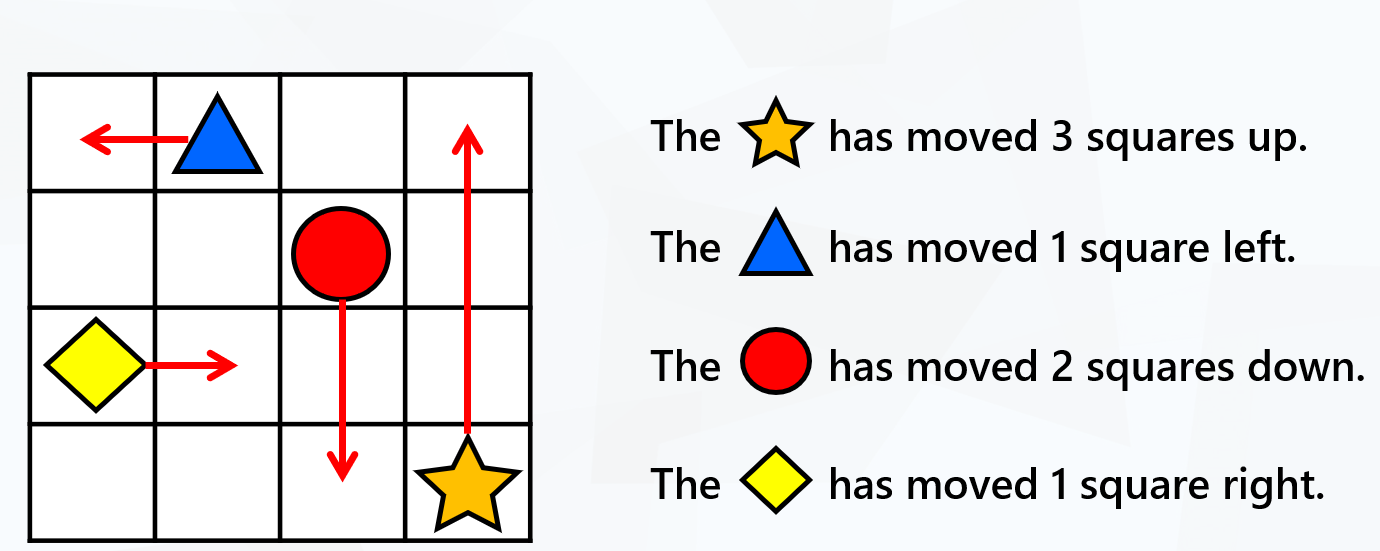 The has moved 3 squares up.
The has moved 1 square left.
The has moved 2 squares down.
The has moved 1 square right.